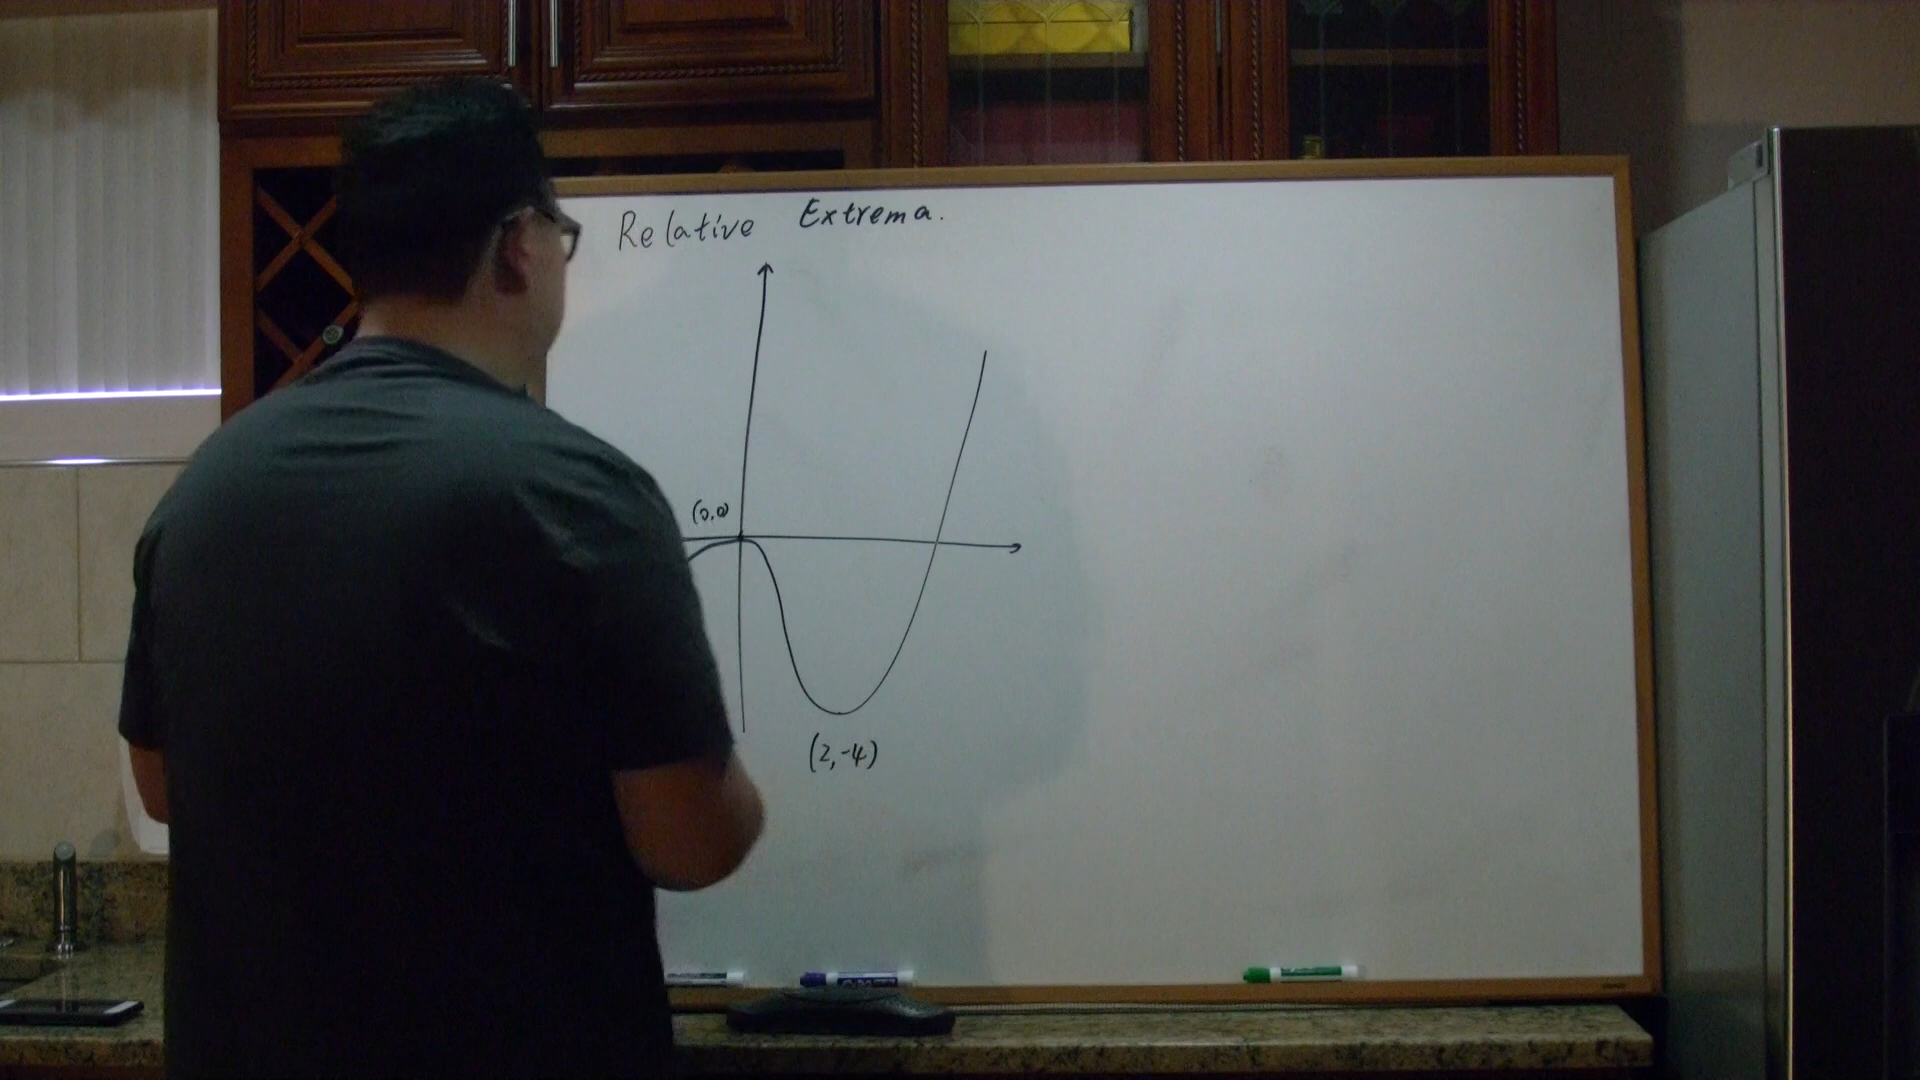 Relative Extrema.
(0,0)
(2,-4)